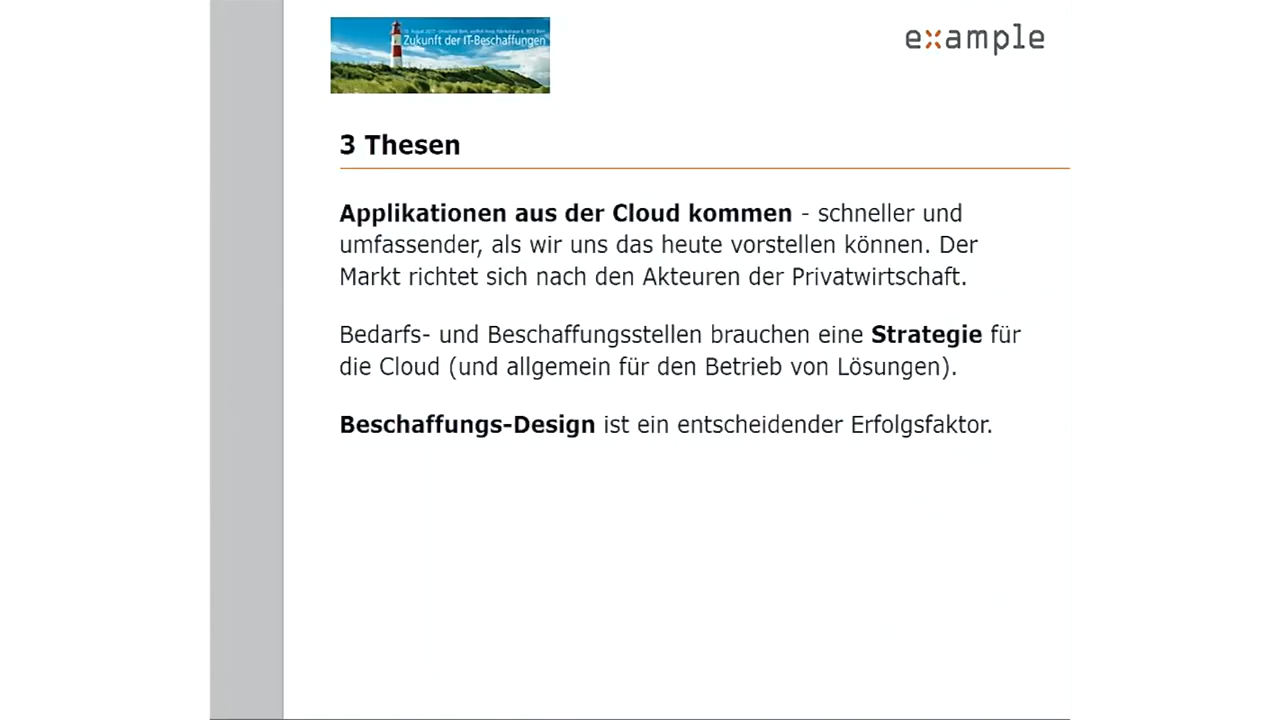 Zukunft der IT-Beschaffungen
example
3 Thesen
Applikationen aus der Cloud kommen - schneller und
umfassender, als wir uns das heute vorstellen können. Der
Markt richtet sich nach den Akteuren der Privatwirtschaft.
Bedarfs- und Beschaffungsstellen brauchen eine Strategie für
die Cloud (und allgemein für den Betrieb von Lösungen).
Beschaffungs-Design ist ein entscheidender Erfolgsfaktor.